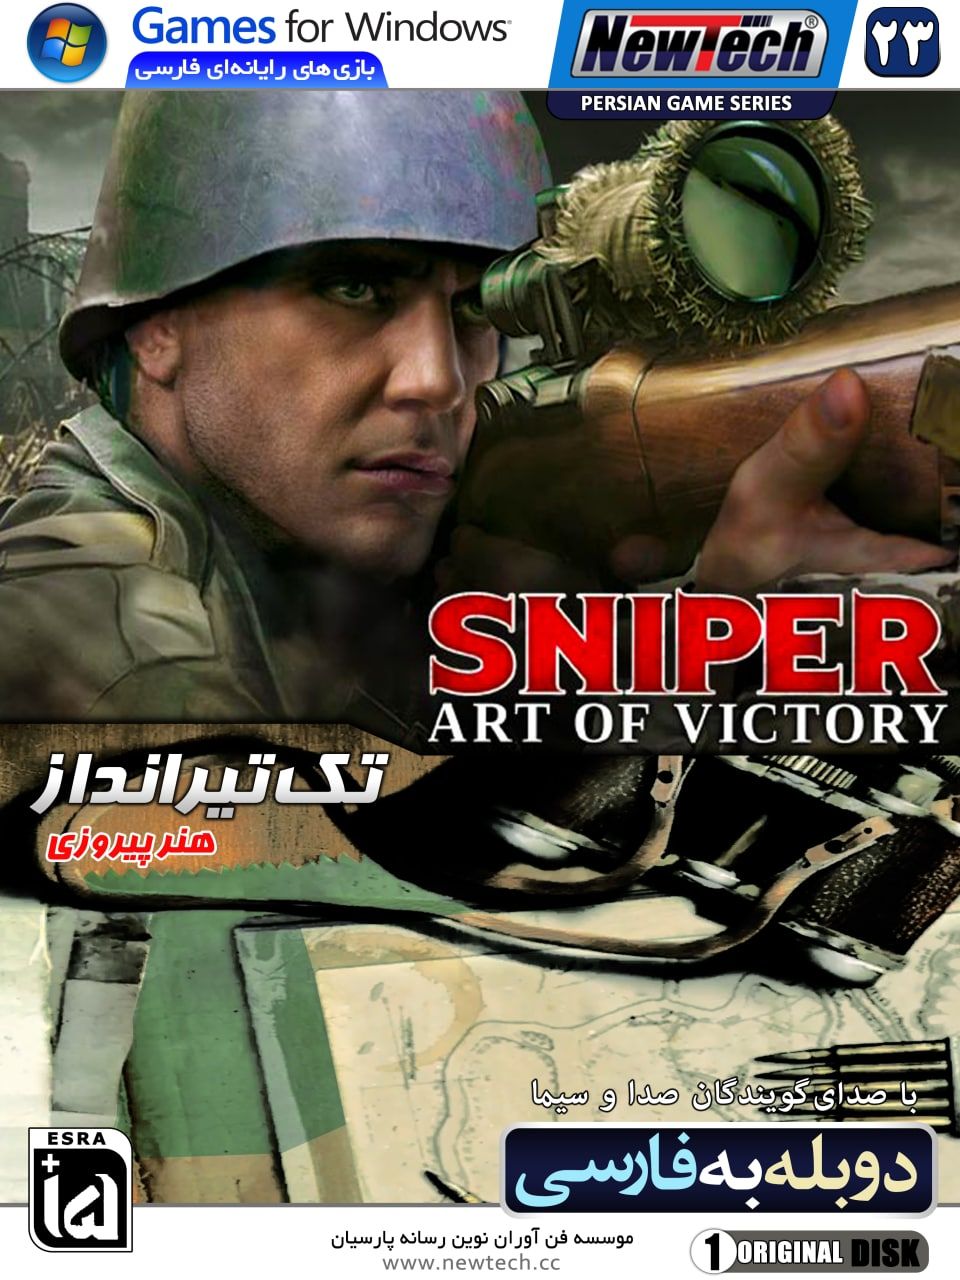 Games for Windows
بازی‌های رایانه‌ای فارسی
NewTech®
۲۳
PERSIAN GAME SERIES
SNIPER
ART OF VICTORY
تک‌تیرانداز
هنر پیروزی
با صدای گویندگان صدا و سیما
دوبله به فارسی
ESRA
+۱۵
موسسه فن آوران نوین رسانه پارسیان
www.newtech.cc
1 ORIGINAL DISK